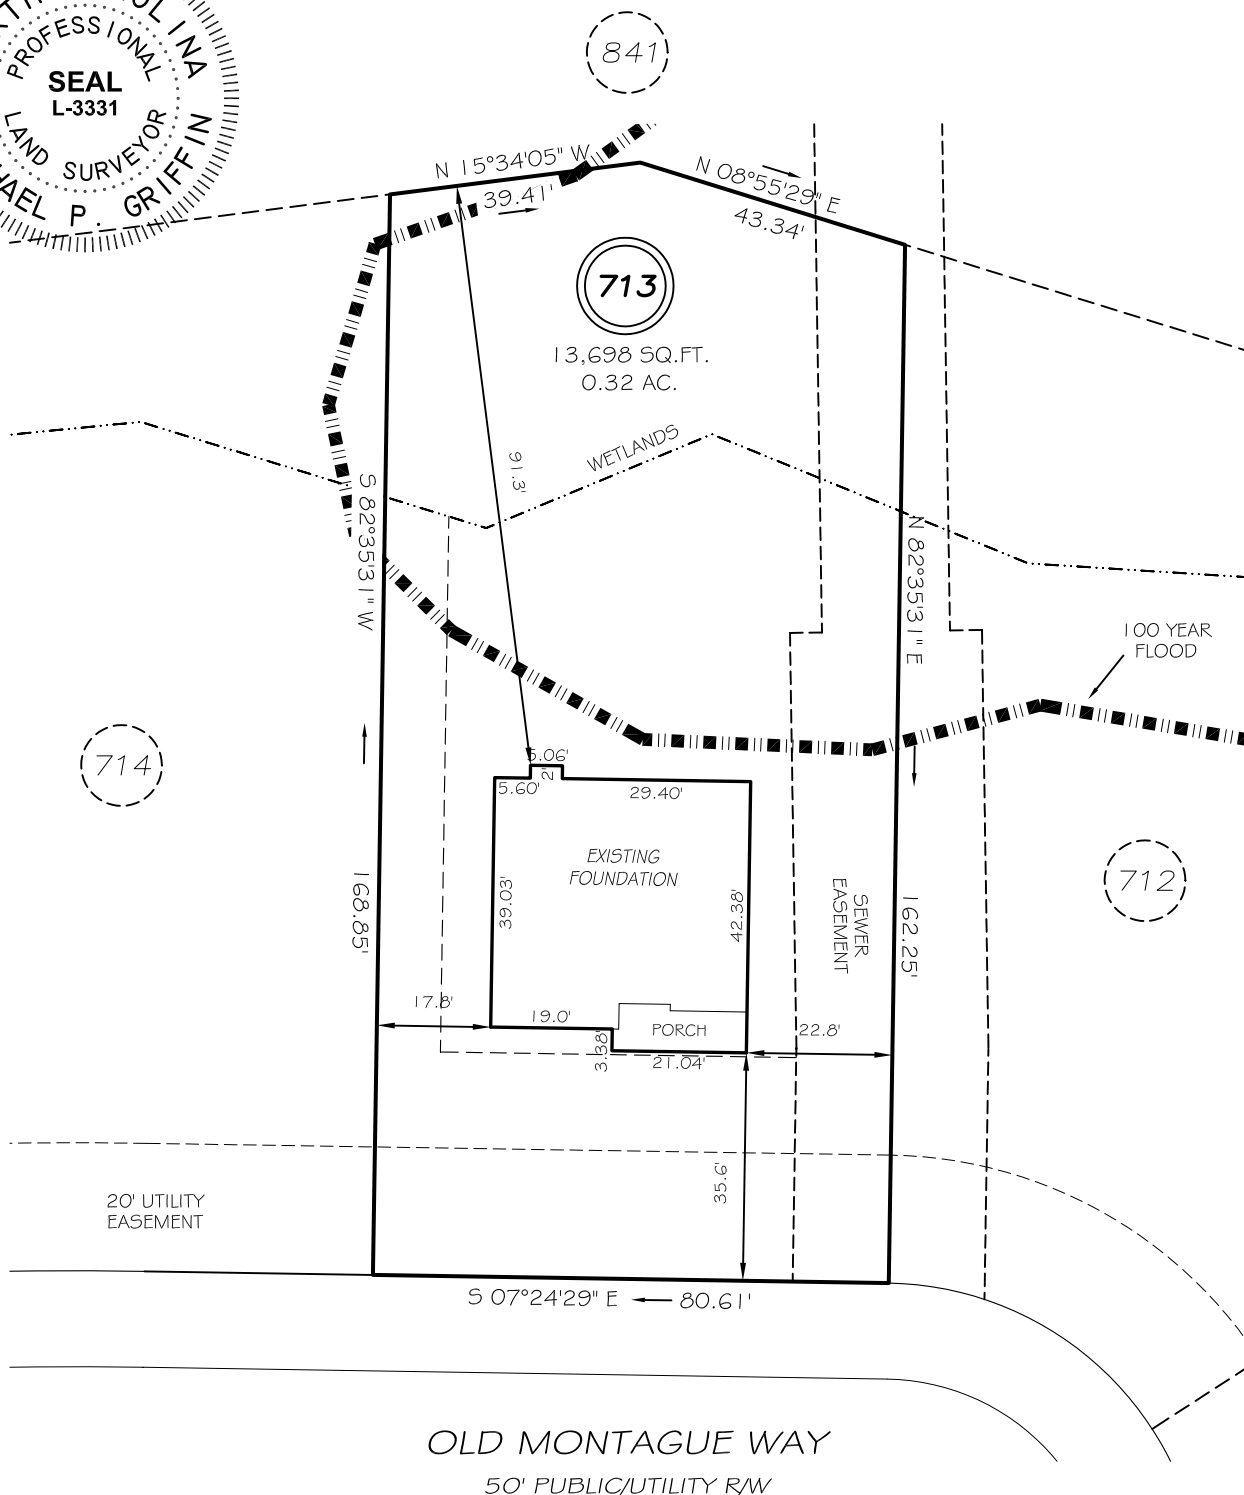 PROFESSIONAL
SEAL
L-3331
LAND SURVEYOR
P. GRIFFIN
841
N 15°34'05" W
39.41'
N 08°55'29" E
43.34'
713
13,698 SQ.FT.
0.32 AC.
WETLANDS
91.3'
S 82°35'31" W
168.85'
N 82°35'31" E
162.25'
100 YEAR
FLOOD
714
712
5.06'
2'
5.60'
29.40'
EXISTING
FOUNDATION
39.03'
42.38'
SEWER
EASEMENT
17.8'
19.0'
PORCH
22.8'
3.38'
21.04'
35.6'
20' UTILITY
EASEMENT
S 07°24'29" E
80.61'
OLD MONTAGUE WAY
50' PUBLIC/UTILITY R/W